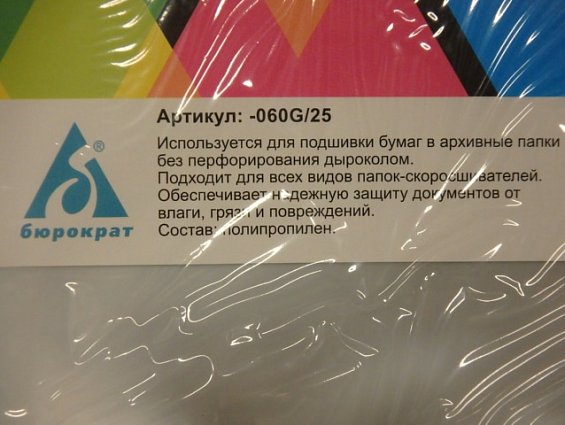 Артикул: -060G/25
Используется для подшивки бумаг в архивные папки
без перфорирования дыроколом.
Подходит для всех видов папок-скоросшивателей.
Обеспечивает надежную защиту документов от
влаги, грязи и повреждений.
Состав: полипропилен.
®
бюрократ